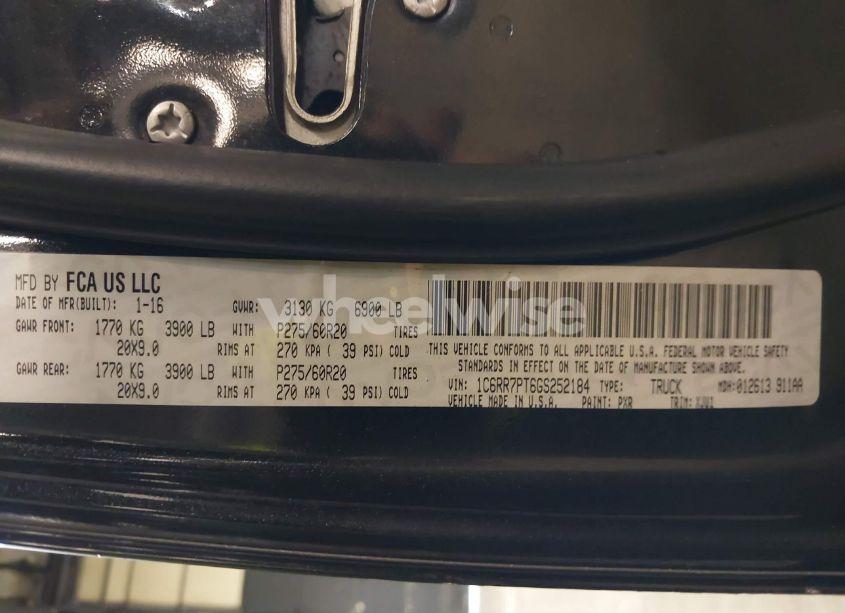 MFD BY FCA US LLC
DATE OF MFR(BUILT): 1-16 GVWR: 3130 KG 6900 LB
GAWR FRONT: 1770 KG 3900 LB WITH P275/60R20 TIRES
20X9.0 RIMS AT 270 KPA ( 39 PSI) COLD
GAWR REAR: 1770 KG 3900 LB WITH P275/60R20 TIRES
20X9.0 RIMS AT 270 KPA ( 39 PSI) COLD
THIS VEHICLE CONFORMS TO ALL APPLICABLE U.S.A. FEDERAL MOTOR VEHICLE SAFETY
STANDARDS IN EFFECT ON THE DATE OF MANUFACTURE SHOWN ABOVE.
VIN: 1C6RR7PT6GS252184 TYPE: TRUCK MDH: 012613 911AA
VEHICLE MADE IN U.S.A. PAINT: PXR TRIM:
wheelwise